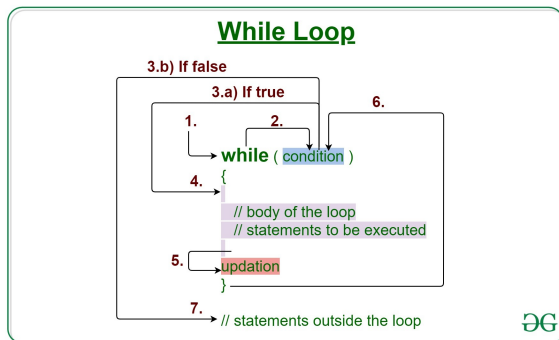 While Loop
3.b) If false
3.a) If true
6.
1.
2.
while ( condition )
{
4.
// body of the loop
// statements to be executed
5.
updation
}
7.
// statements outside the loop